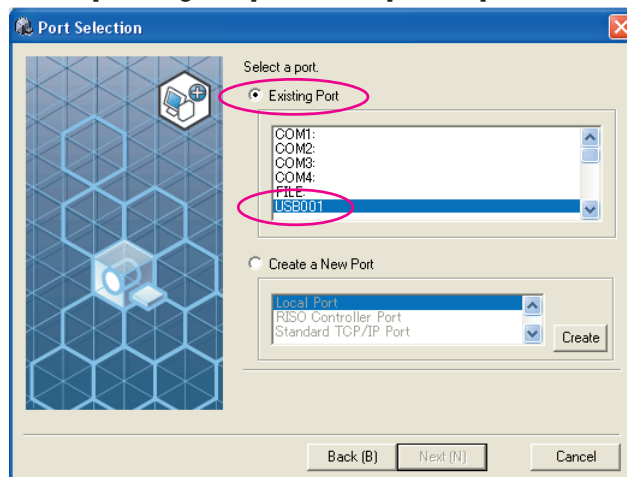 Port Selection
Select a port.
Existing Port
COM1:
COM2:
COM3:
COM4:
FILE:
USB001
Create a New Port
Local Port
RISO Controller Port
Standard TCP/IP Port
Create
Back (B)
Next (N)
Cancel